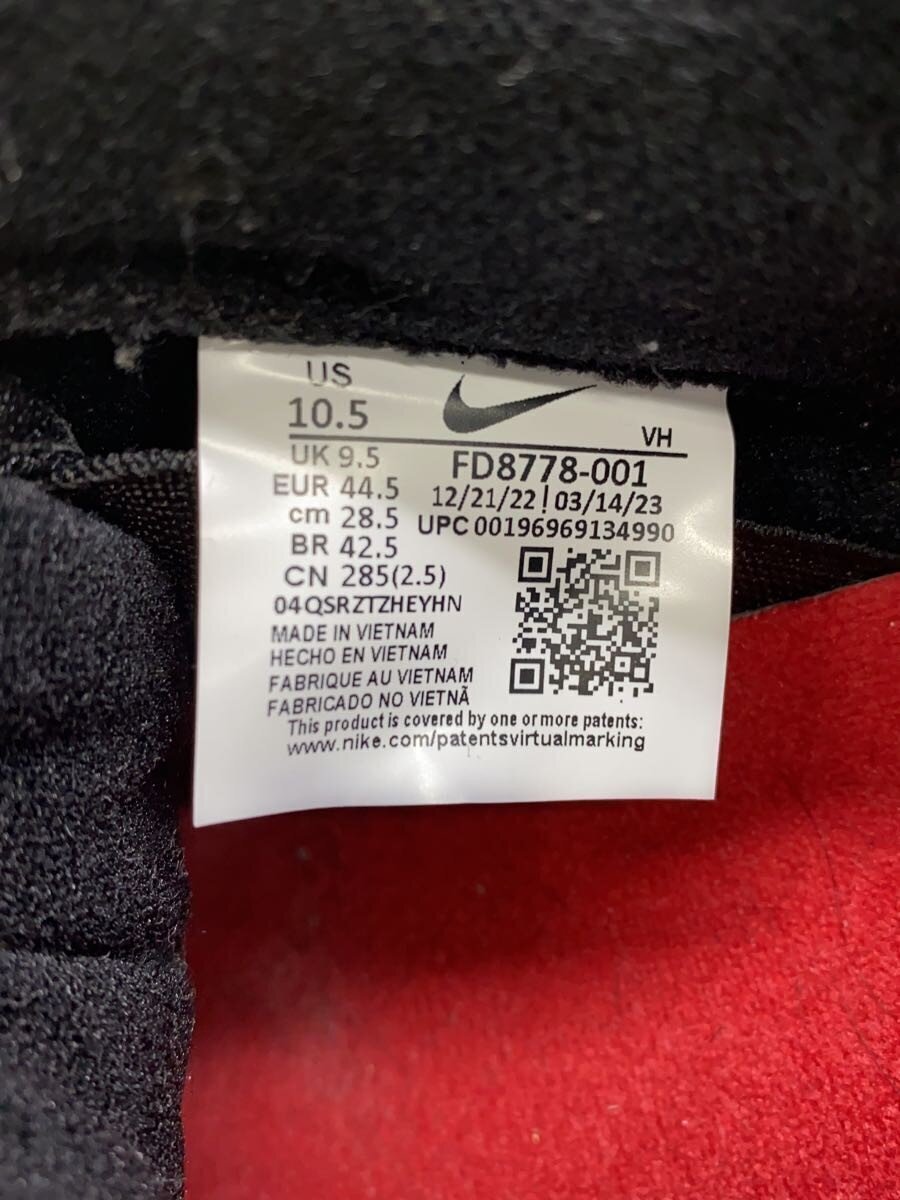 US
10.5
VH
UK 9.5
FD8778-001
EUR 44.5
12/21/22 | 03/14/23
cm 28.5
UPC 00196969134990
BR 42.5
CN 285(2.5)
04QSRZTZHEYHN
MADE IN VIETNAM
HECHO EN VIETNAM
FABRIQUE AU VIETNAM
FABRICADO NO VIETNÃ
This product is covered by one or more patents:
www.nike.com/patentsvirtualmarking